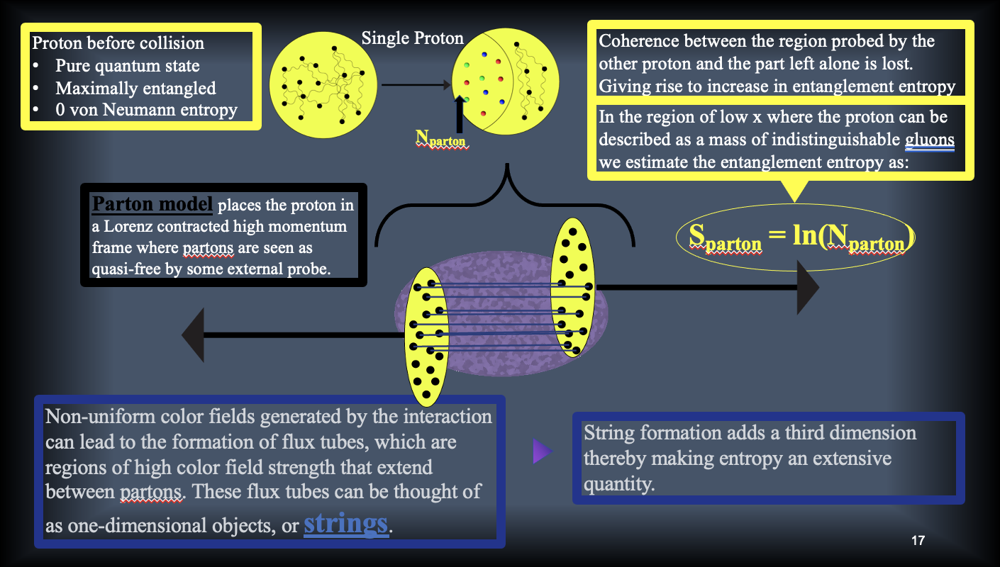 Proton before collision
• Pure quantum state
• Maximally entangled
• 0 von Neumann entropy
Single Proton
N parton
Coherence between the region probed by the
other proton and the part left alone is lost.
Giving rise to increase in entanglement entropy
In the region of low x where the proton can be
described as a mass of indistinguishable gluons
we estimate the entanglement entropy as:
S parton = ln(N parton)
Parton model places the proton in
a Lorenz contracted high momentum
frame where partons are seen as
quasi-free by some external probe.
Non-uniform color fields generated by the interaction
can lead to the formation of flux tubes, which are
regions of high color field strength that extend
between partons. These flux tubes can be thought of
as one-dimensional objects, or strings.
String formation adds a third dimension
thereby making entropy an extensive
quantity.
17